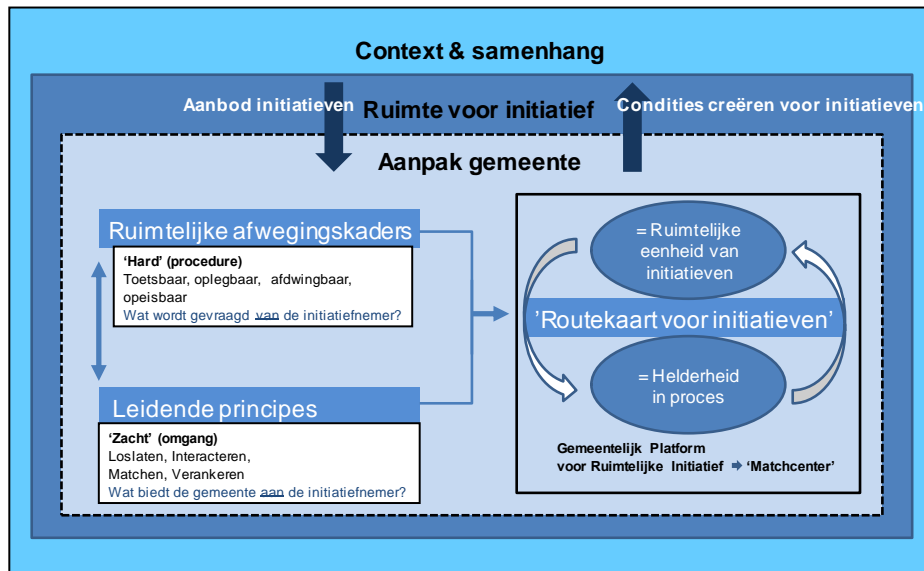 Context & samenhang
Aanbod initiatieven
Ruimte voor initiatief
Condities creëren voor initiatieven
Aanpak gemeente
Ruimtelijke afwegingskaders
'Hard' (procedure)
Toetsbaar, oplegbaar, afdwingbaar,
opeisbaar
Wat wordt gevraagd van de initiatiefnemer?
Leidende principes
'Zacht' (omgang)
Loslaten, Interacteren,
Matchen, Verankeren
Wat biedt de gemeente aan de initiatiefnemer?
= Ruimtelijke
eenheid van
initiatieven
'Routekaart voor initiatieven'
= Helderheid
in proces
Gemeentelijk Platform
voor Ruimtelijke Initiatief ➡ 'Matchcenter'